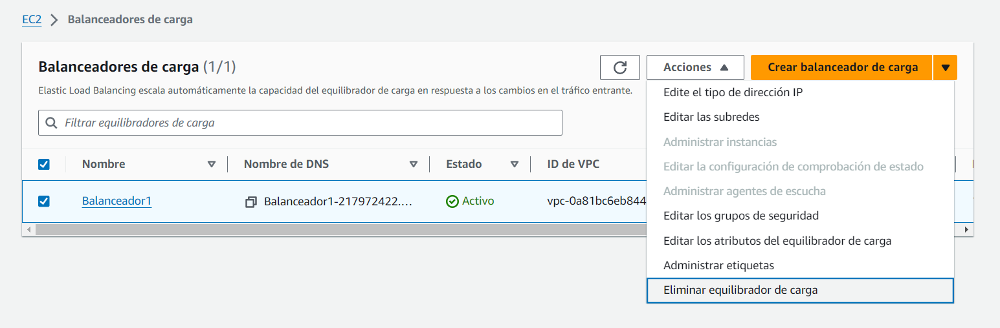 EC2 > Balanceadores de carga
Balanceadores de carga (1/1)
Acciones
Crear balanceador de carga
Elastic Load Balancing escala automáticamente la capacidad del equilibrador de carga en respuesta a los cambios en el tráfico entrante.
Filtrar equilibradores de carga
Nombre Nombre de DNS Estado ID de VPC
Balanceador1 Balanceador1-217972422.... Activo vpc-0a81bc6eb844
Edite el tipo de dirección IP
Editar las subredes
Administrar instancias
Editar la configuración de comprobación de estado
Administrar agentes de escucha
Editar los grupos de seguridad
Editar los atributos del equilibrador de carga
Administrar etiquetas
Eliminar equilibrador de carga